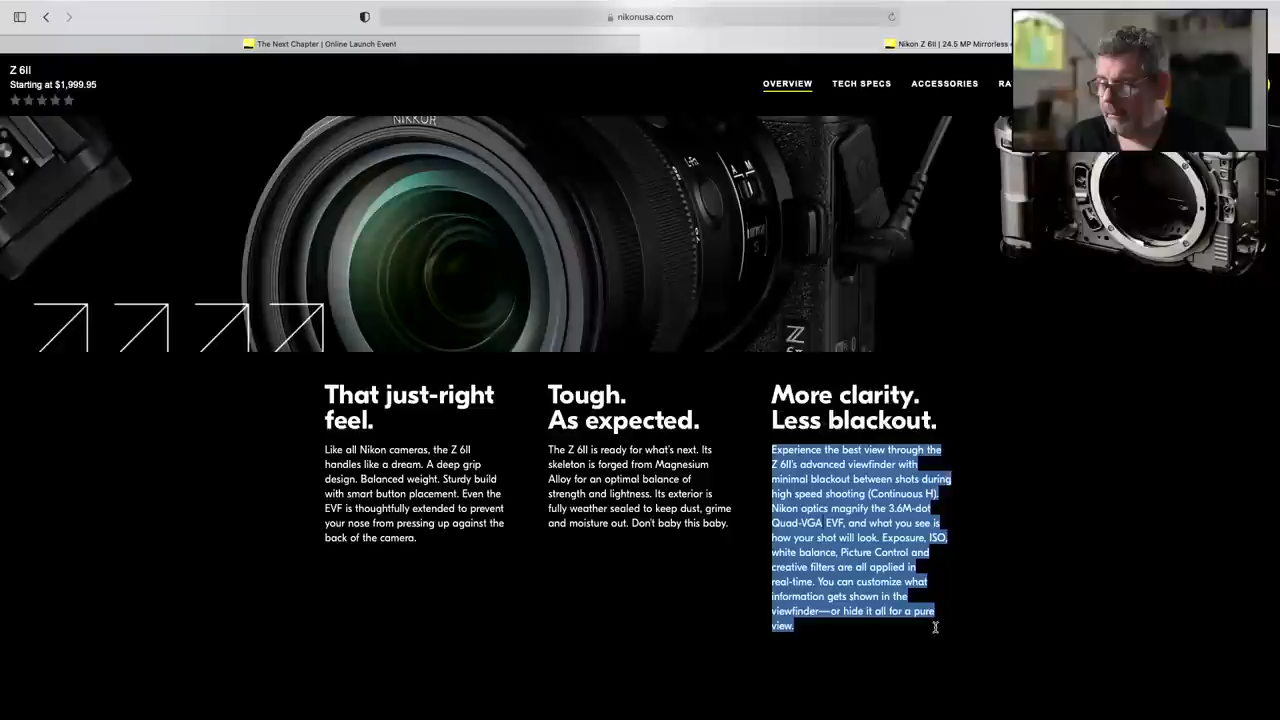 nikonusa.com
The Next Chapter | Online Launch Event
Nikon Z 6II | 24.5 MP Mirrorless
Z 6II
Starting at $1,999.95
OVERVIEW
TECH SPECS
ACCESSORIES
RA
NIKKOR
Z
That just-right
feel.
Like all Nikon cameras, the Z 6II
handles like a dream. A deep grip
design. Balanced weight. Sturdy build
with smart button placement. Even the
EVF is thoughtfully extended to prevent
your nose from pressing up against the
back of the camera.
Tough.
As expected.
The Z 6II is ready for what's next. Its
skeleton is forged from Magnesium
Alloy for an optimal balance of
strength and lightness. Its exterior is
fully weather sealed to keep dust, grime
and moisture out. Don't baby this baby.
More clarity.
Less blackout.
Experience the best view through the
Z 6II's advanced viewfinder with
minimal blackout between shots during
high speed shooting (Continuous H).
Nikon optics magnify the 3.6M-dot
Quad-VGA EVF, and what you see is
how your shot will look. Exposure, ISO,
white balance, Picture Control and
creative filters are all applied in
real-time. You can customize what
information gets shown in the
viewfinder—or hide it all for a pure
view.